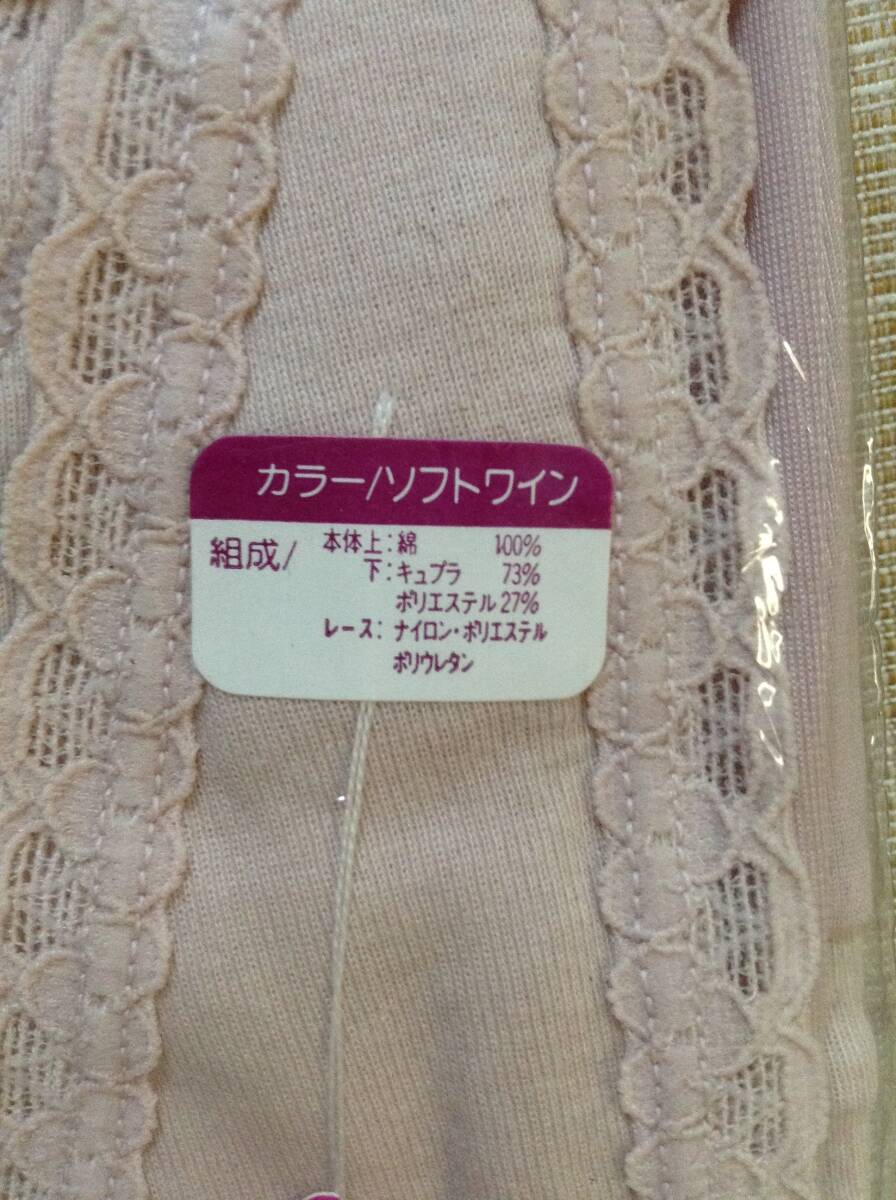 カラー/ソフトワイン
組成/ 本体上:綿 100%
下:キュプラ 73%
ポリエステル 27%
レース: ナイロン・ポリエステル
ポリウレタン